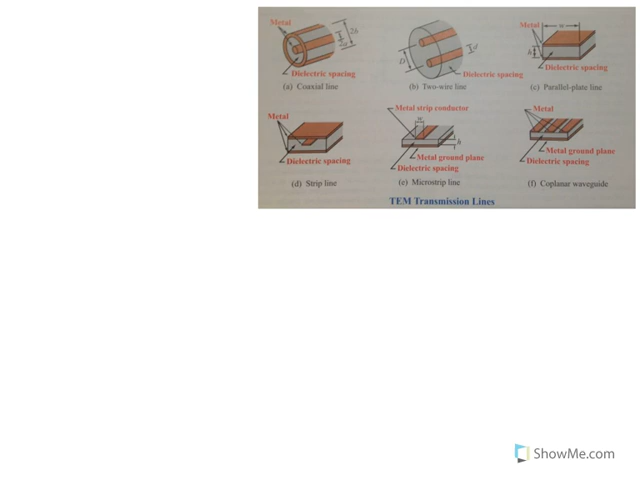 Metal
2b
2a
Dielectric spacing
(a) Coaxial line
D
d
Dielectric spacing
(b) Two-wire line
Metal
w
h
Dielectric spacing
(c) Parallel-plate line
Metal
Dielectric spacing
(d) Strip line
Metal strip conductor
w
h
Metal ground plane
Dielectric spacing
(e) Microstrip line
Metal
Metal ground plane
Dielectric spacing
(f) Coplanar waveguide
TEM Transmission Lines
ShowMe.com